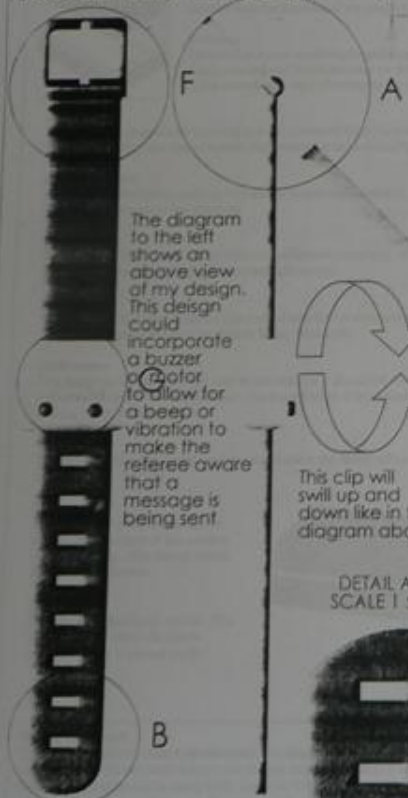 F
A
The diagram
to the left
shows an
above view
of my design.
This deisgn
could
incorporate
a buzzer
or motor
G
to allow for
a beep or
vibration to
make the
referee aware
that a
message is
being sent
This clip will
swill up and
down like in
diagram abo
DETAIL A
SCALE 1
B